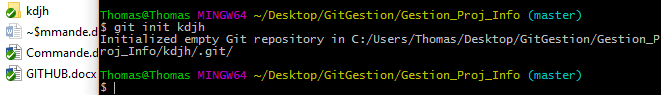 kdjh
~$mmande.d
Commande.d
GITHUB.docx
Thomas@Thomas MINGW64 ~/Desktop/GitGestion/Gestion_Proj_Info (master)
$ git init kdjh
Initialized empty Git repository in C:/Users/Thomas/Desktop/GitGestion/Gestion_P
roj_Info/kdjh/.git/
Thomas@Thomas MINGW64 ~/Desktop/GitGestion/Gestion_Proj_Info (master)
$